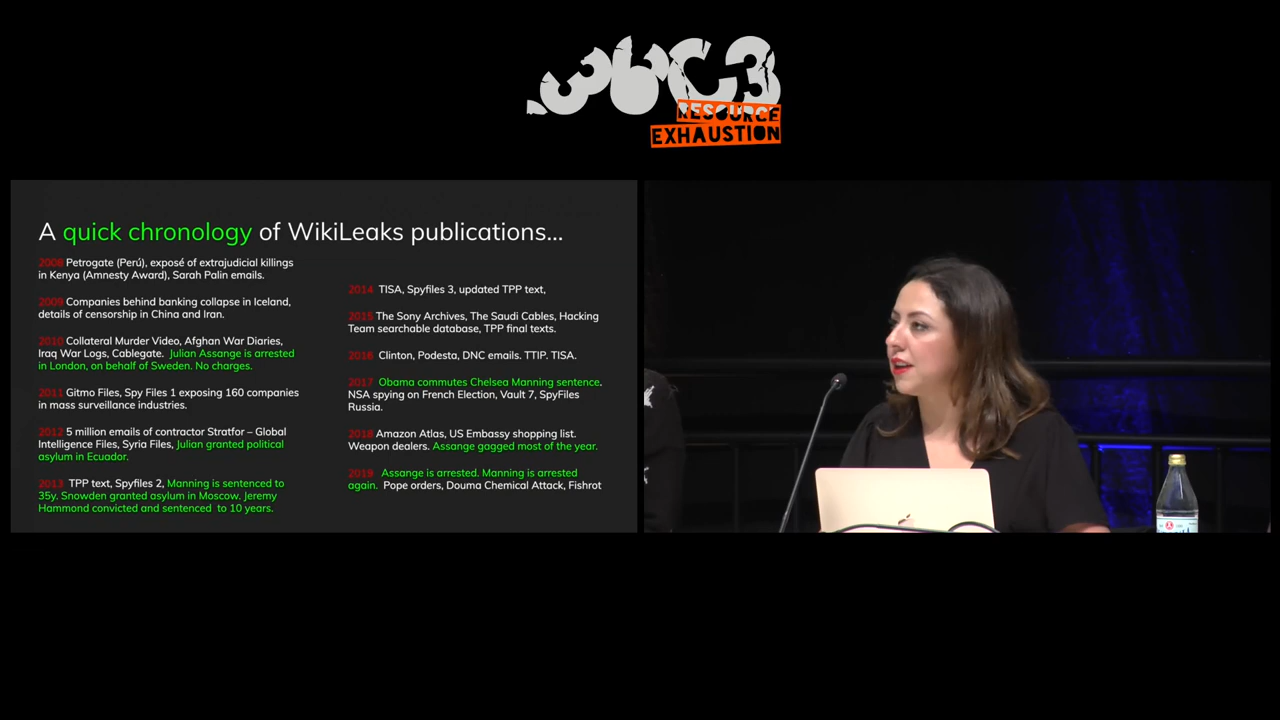 36C3
RESOURCE
EXHAUSTION
A quick chronology of WikiLeaks publications...
2008 Petrogate (Perú), exposé of extrajudicial killings
in Kenya (Amnesty Award), Sarah Palin emails.
2009 Companies behind banking collapse in Iceland,
details of censorship in China and Iran.
2010 Collateral Murder Video, Afghan War Diaries,
Iraq War Logs, Cablegate. Julian Assange is arrested
in London, on behalf of Sweden. No charges.
2011 Gitmo Files, Spy Files 1 exposing 160 companies
in mass surveillance industries.
2012 5 million emails of contractor Stratfor – Global
Intelligence Files, Syria Files, Julian granted political
asylum in Ecuador.
2013 TPP text, Spyfiles 2, Manning is sentenced to
35y. Snowden granted asylum in Moscow. Jeremy
Hammond convicted and sentenced to 10 years.
2014 TISA, Spyfiles 3, updated TPP text,
2015 The Sony Archives, The Saudi Cables, Hacking
Team searchable database, TPP final texts.
2016 Clinton, Podesta, DNC emails. TTIP. TISA.
2017 Obama commutes Chelsea Manning sentence.
NSA spying on French Election, Vault 7, SpyFiles
Russia.
2018 Amazon Atlas, US Embassy shopping list.
Weapon dealers. Assange gagged most of the year.
2019 Assange is arrested. Manning is arrested
again. Pope orders, Douma Chemical Attack, Fishrot